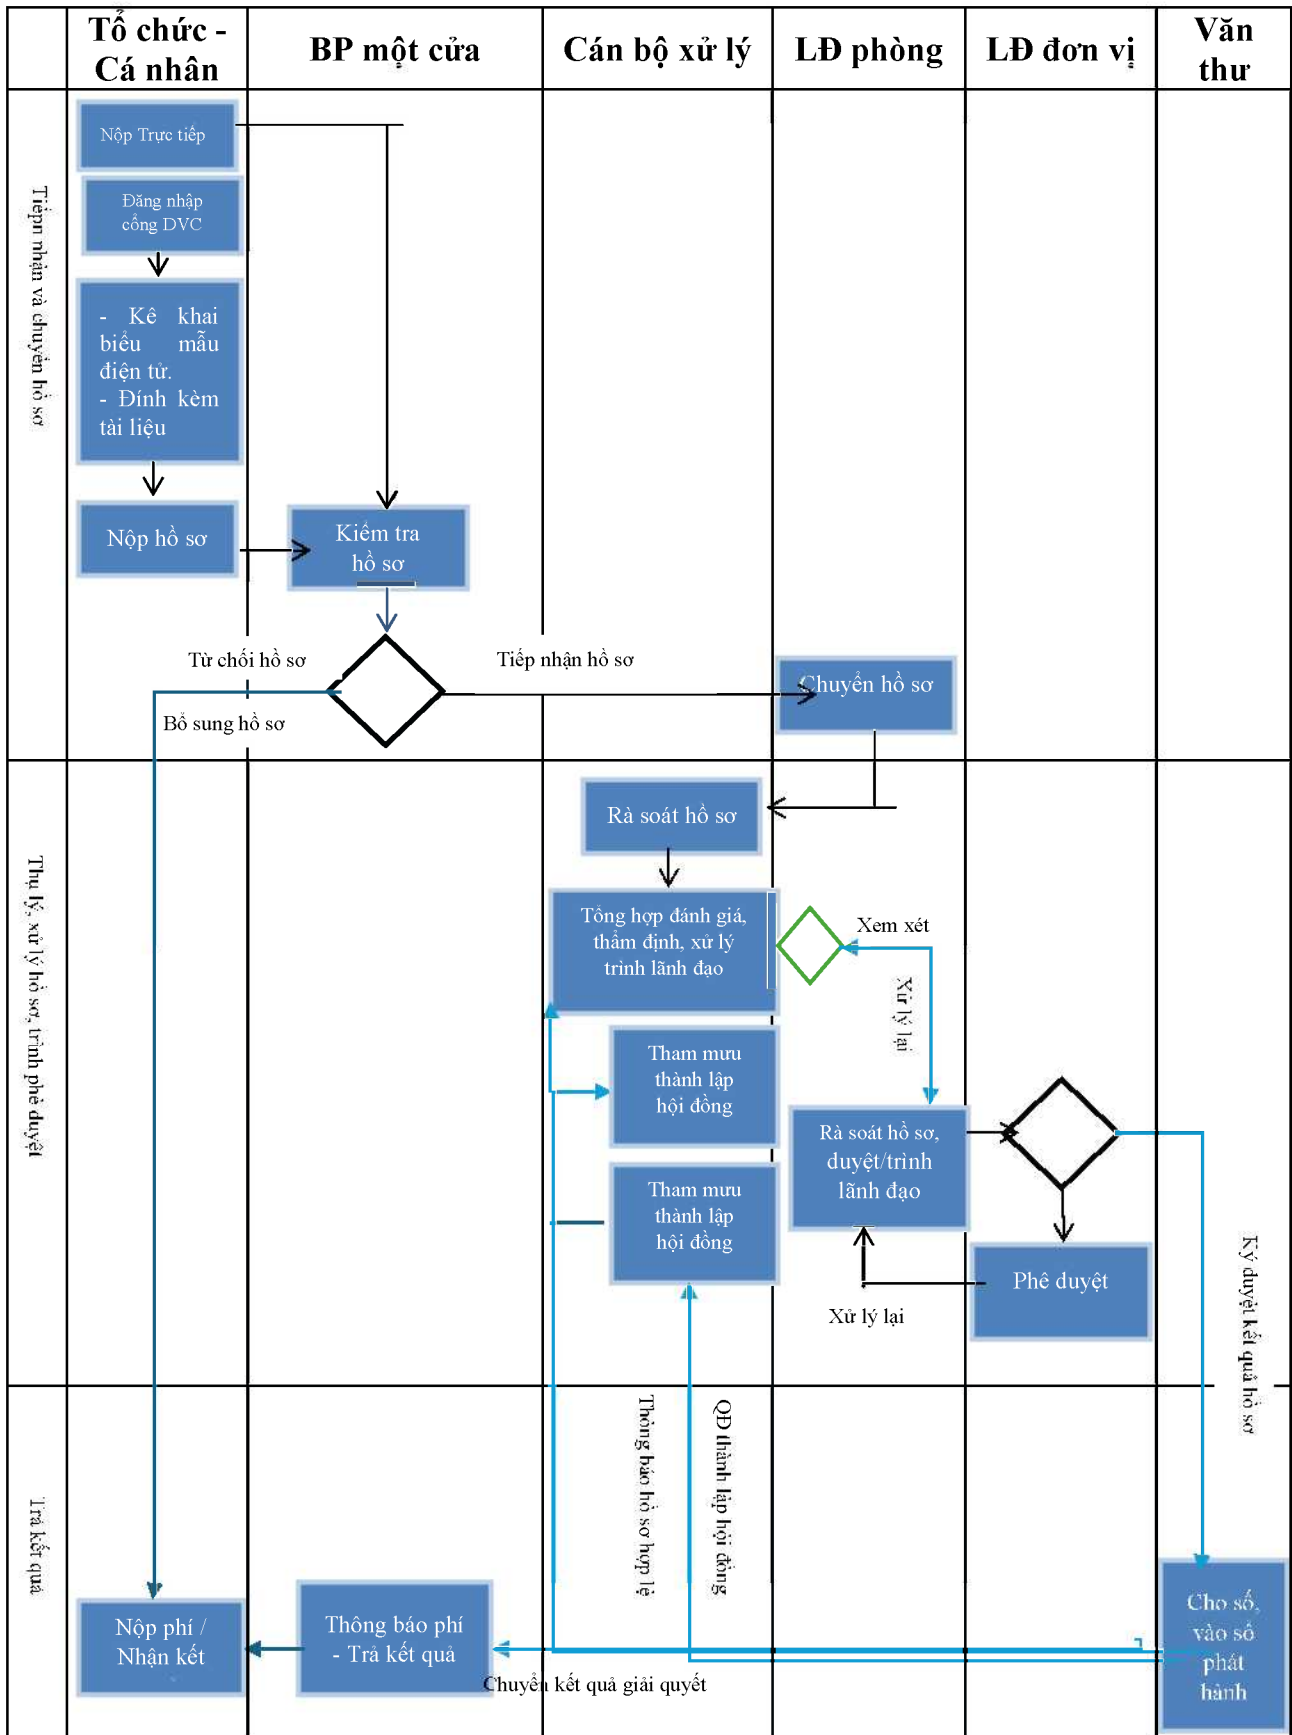 Tổ chức -
Cá nhân
BP một cửa
Cán bộ xử lý
LĐ phòng
LĐ đơn vị
Văn
thư
Tiếpn nhận và chuyển hồ sơ
Nộp Trực tiếp
Đăng nhập
cổng DVC
- Kê khai
biểu mẫu
điện tử.
- Đính kèm
tài liệu
Nộp hồ sơ
Kiểm tra
hồ sơ
Từ chối hồ sơ
Bổ sung hồ sơ
Tiếp nhận hồ sơ
Chuyển hồ sơ
Thụ lý, xử lý hồ sơ, trình phê duyệt
Rà soát hồ sơ
Tổng hợp đánh giá,
thẩm định, xử lý
trình lãnh đạo
Xem xét
Xử lý lại
Tham mưu
thành lập
hội đồng
Rà soát hồ sơ,
duyệt/trình
lãnh đạo
Tham mưu
thành lập
hội đồng
Phê duyệt
Xử lý lại
Ký duyệt kết quả hồ sơ
Trả kết quả
Thông báo hồ sơ hợp lệ
QĐ thành lập hội đồng
Nộp phí /
Nhận kết
Thông báo phí
- Trả kết quả
Chuyển kết quả giải quyết
Cho số,
vào sổ
phát
hành